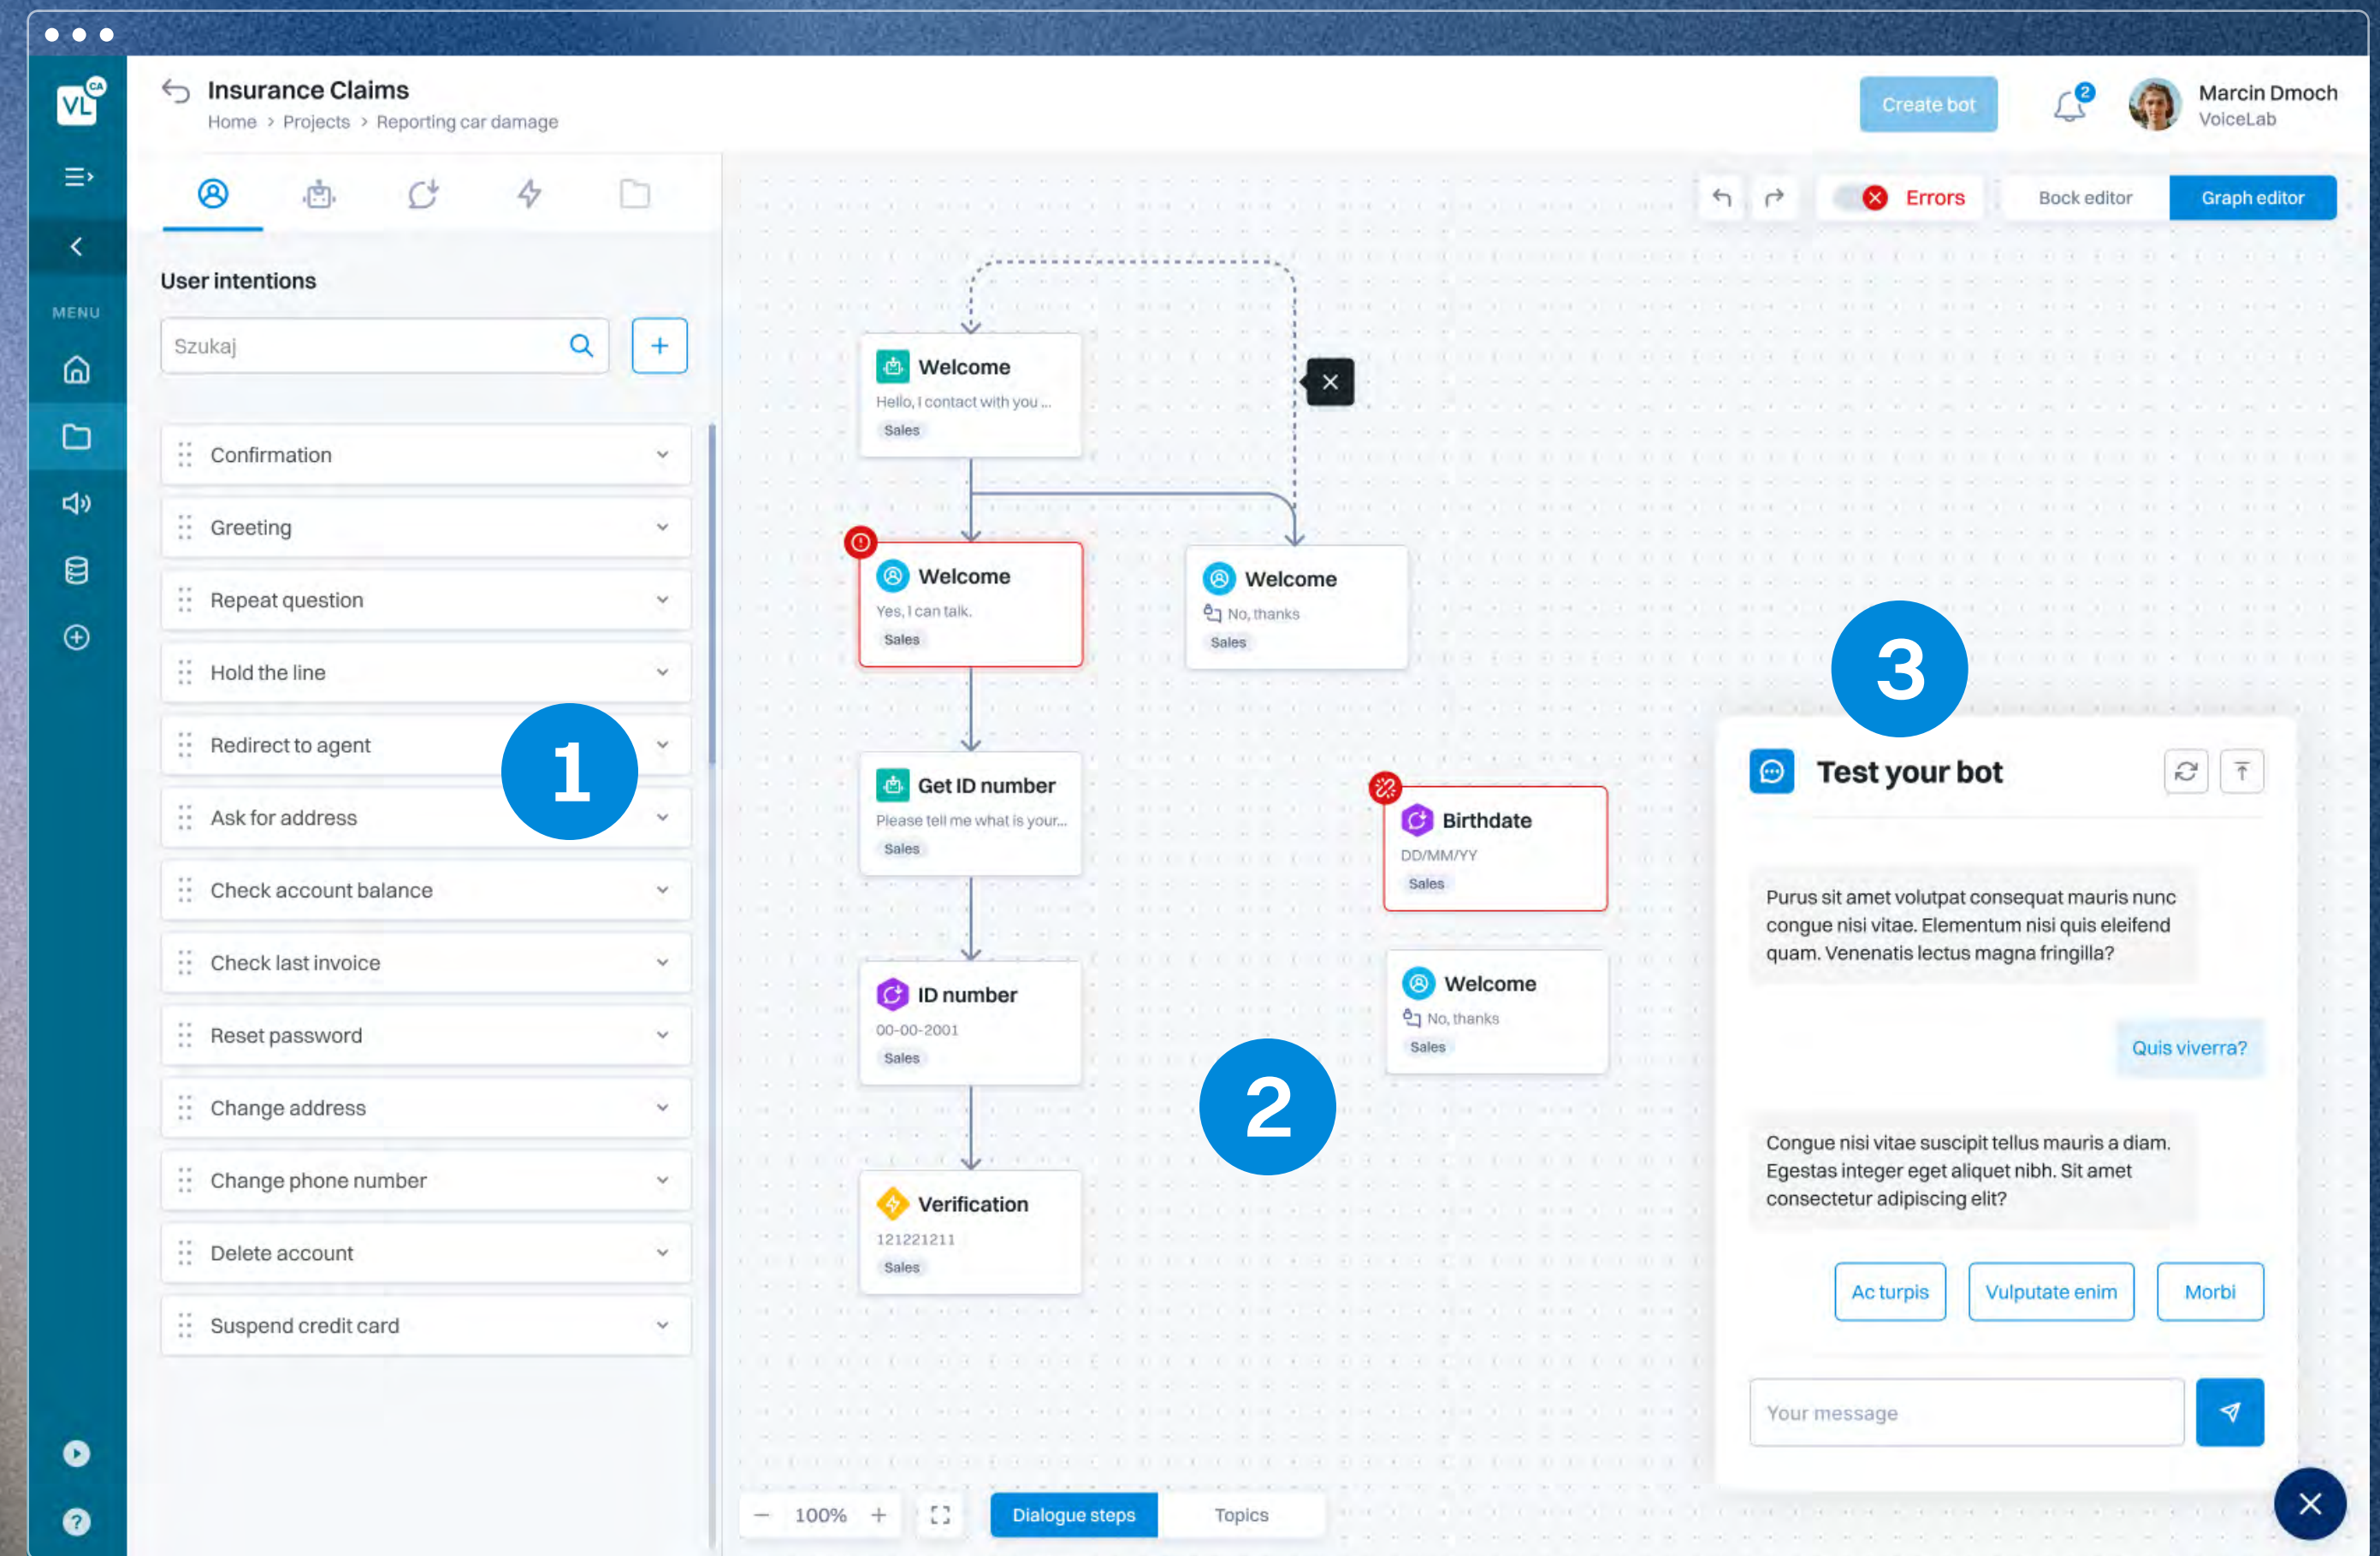 VL CA
Insurance Claims
Home > Projects > Reporting car damage
Create bot
2
Marcin Dmoch
VoiceLab
MENU
User intentions
Szukaj
Confirmation
Greeting
Repeat question
Hold the line
Redirect to agent
Ask for address
Check account balance
Check last invoice
Reset password
Change address
Change phone number
Delete account
Suspend credit card
1
Errors
Bock editor
Graph editor
Welcome
Hello, I contact with you ...
Sales
Welcome
Yes, I can talk.
Sales
Welcome
No, thanks
Sales
Get ID number
Please tell me what is your...
Sales
ID number
00-00-2001
Sales
Verification
121221211
Sales
Birthdate
DD/MM/YY
Sales
Welcome
No, thanks
Sales
2
100%
Dialogue steps
Topics
3
Test your bot
Purus sit amet volutpat consequat mauris nunc
congue nisi vitae. Elementum nisi quis eleifend
quam. Venenatis lectus magna fringilla?
Quis viverra?
Congue nisi vitae suscipit tellus mauris a diam.
Egestas integer eget aliquet nibh. Sit amet
consectetur adipiscing elit?
Ac turpis
Vulputate enim
Morbi
Your message